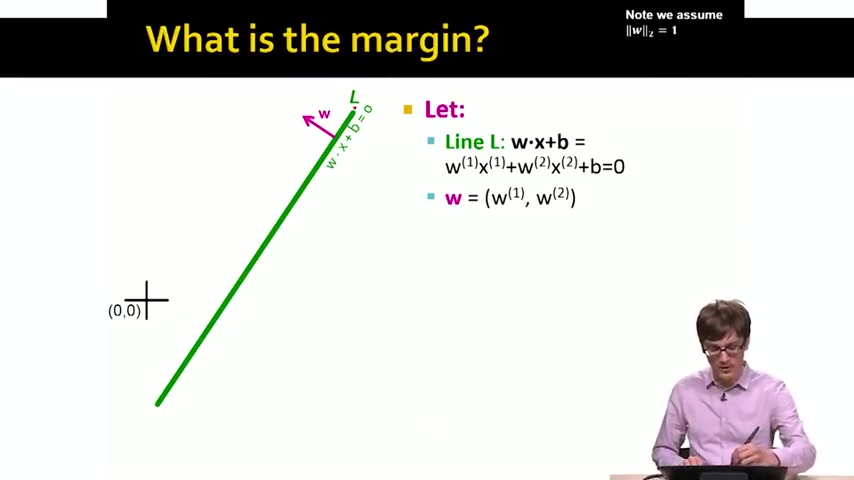 What is the margin?
Note we assume
‖w‖₂ = 1
L
w
w · x + b = 0
(0,0)
Let:
Line L: w·x+b =
w⁽¹⁾x⁽¹⁾+w⁽²⁾x⁽²⁾+b=0
w = (w⁽¹⁾, w⁽²⁾)